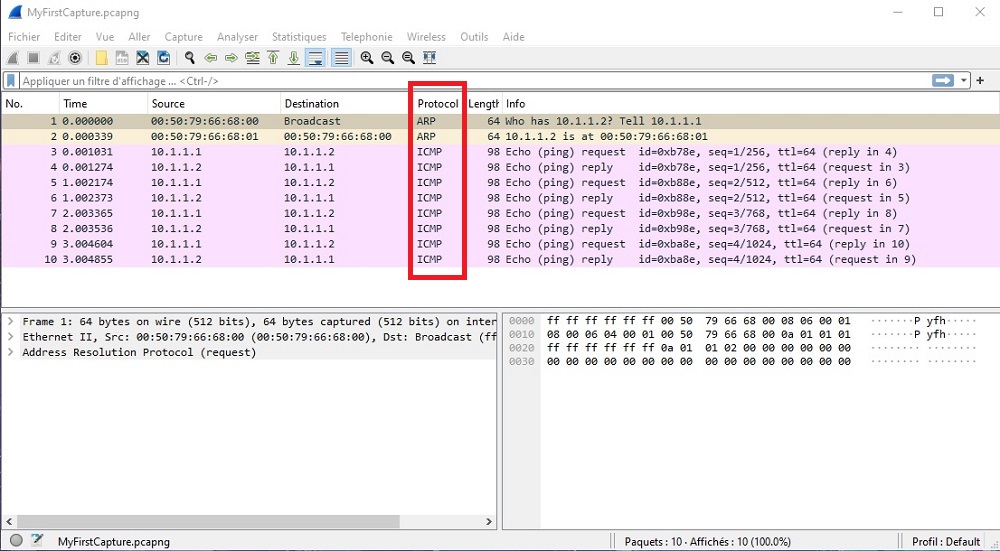 MyFirstCapture.pcapng
Fichier Editer Vue Aller Capture Analyser Statistiques Telephonie Wireless Outils Aide
Appliquer un filtre d'affichage ... <Ctrl-/>
No. Time Source Destination Protocol Length Info
1 0.000000 00:50:79:66:68:00 Broadcast ARP 64 Who has 10.1.1.2? Tell 10.1.1.1
2 0.000339 00:50:79:66:68:01 00:50:79:66:68:00 ARP 64 10.1.1.2 is at 00:50:79:66:68:01
3 0.001031 10.1.1.1 10.1.1.2 ICMP 98 Echo (ping) request id=0xb78e, seq=1/256, ttl=64 (reply in 4)
4 0.001274 10.1.1.2 10.1.1.1 ICMP 98 Echo (ping) reply id=0xb78e, seq=1/256, ttl=64 (request in 3)
5 1.002174 10.1.1.1 10.1.1.2 ICMP 98 Echo (ping) request id=0xb88e, seq=2/512, ttl=64 (reply in 6)
6 1.002373 10.1.1.2 10.1.1.1 ICMP 98 Echo (ping) reply id=0xb88e, seq=2/512, ttl=64 (request in 5)
7 2.003365 10.1.1.1 10.1.1.2 ICMP 98 Echo (ping) request id=0xb98e, seq=3/768, ttl=64 (reply in 8)
8 2.003536 10.1.1.2 10.1.1.1 ICMP 98 Echo (ping) reply id=0xb98e, seq=3/768, ttl=64 (request in 7)
9 3.004604 10.1.1.1 10.1.1.2 ICMP 98 Echo (ping) request id=0xba8e, seq=4/1024, ttl=64 (reply in 10)
10 3.004855 10.1.1.2 10.1.1.1 ICMP 98 Echo (ping) reply id=0xba8e, seq=4/1024, ttl=64 (request in 9)
Frame 1: 64 bytes on wire (512 bits), 64 bytes captured (512 bits) on inter
Ethernet II, Src: 00:50:79:66:68:00 (00:50:79:66:68:00), Dst: Broadcast (ff
Address Resolution Protocol (request)
0000 ff ff ff ff ff ff 00 50 79 66 68 00 08 06 00 01 ·······P yfh·····
0010 08 00 06 04 00 01 00 50 79 66 68 00 0a 01 01 01 ·······P yfh·····
0020 ff ff ff ff ff ff 0a 01 01 02 00 00 00 00 00 00 ········ ········
0030 00 00 00 00 00 00 00 00 00 00 00 00 00 00 00 00 ········ ········
MyFirstCapture.pcapng Paquets : 10 · Affichés : 10 (100.0%) Profil : Default